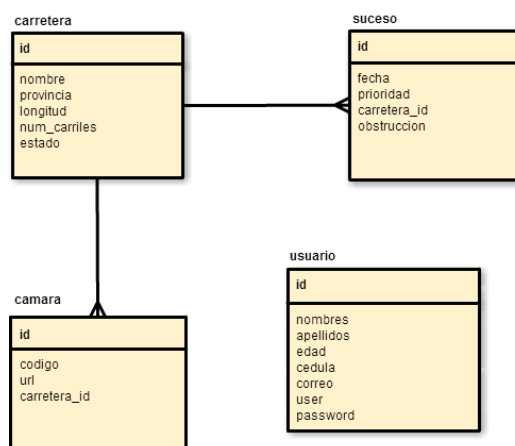 carretera
id
nombre
provincia
longitud
num_carriles
estado
suceso
id
fecha
prioridad
carretera_id
obstruccion
camara
id
codigo
url
carretera_id
usuario
id
nombres
apellidos
edad
cedula
correo
user
password